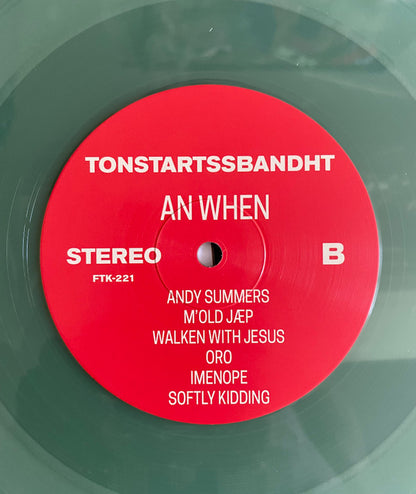 TONSTARTSSBANDHT
AN WHEN
STEREO B
FTK-221
ANDY SUMMERS
M'OLD JÆP
WALKEN WITH JESUS
ORO
IMENOPE
SOFTLY KIDDING